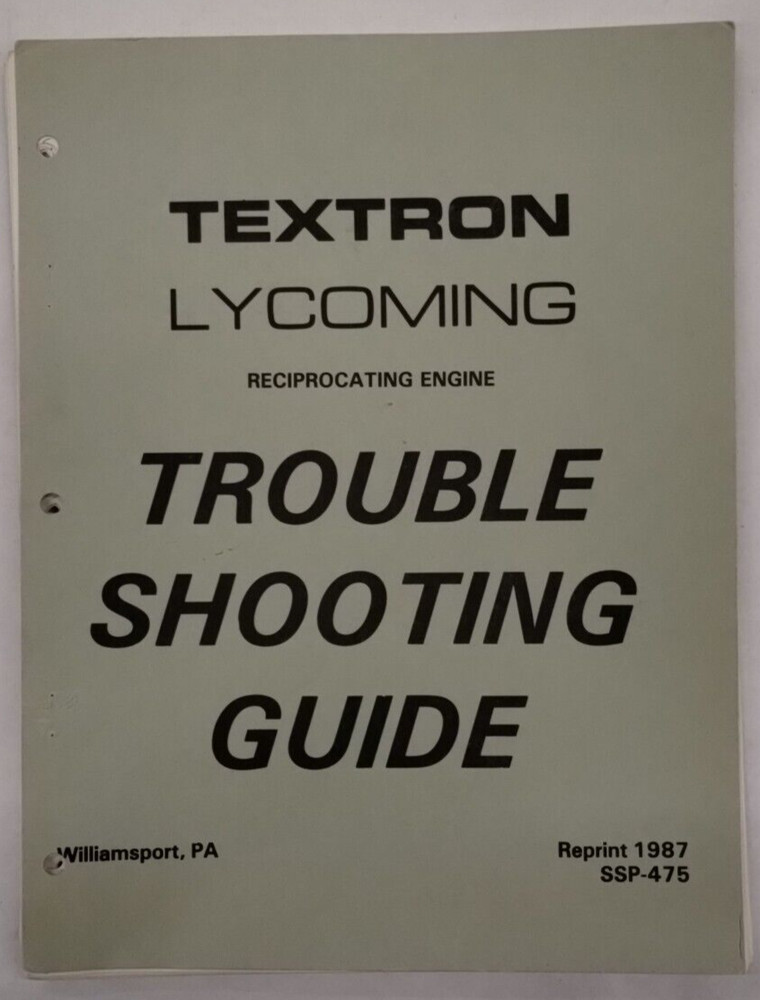 TEXTRON
LYCOMING
RECIPROCATING ENGINE
TROUBLE
SHOOTING
GUIDE
Williamsport, PA
Reprint 1987
SSP-475